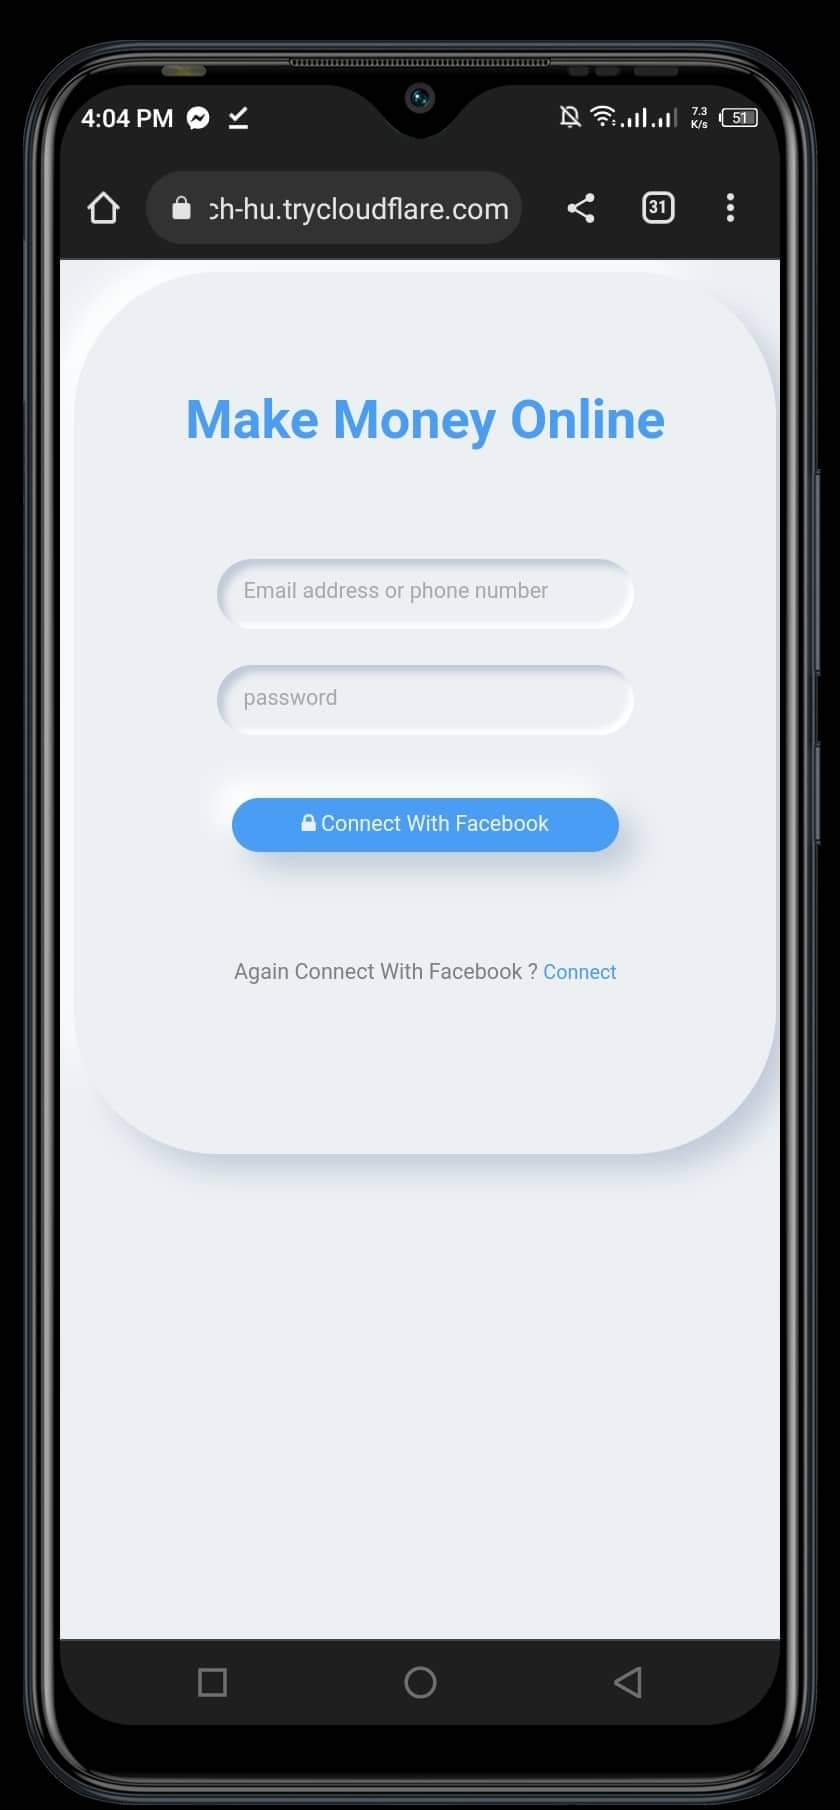 4:04 PM
7.3
K/s
51
ch-hu.trycloudflare.com
31
Make Money Online
Email address or phone number
password
Connect With Facebook
Again Connect With Facebook ? Connect